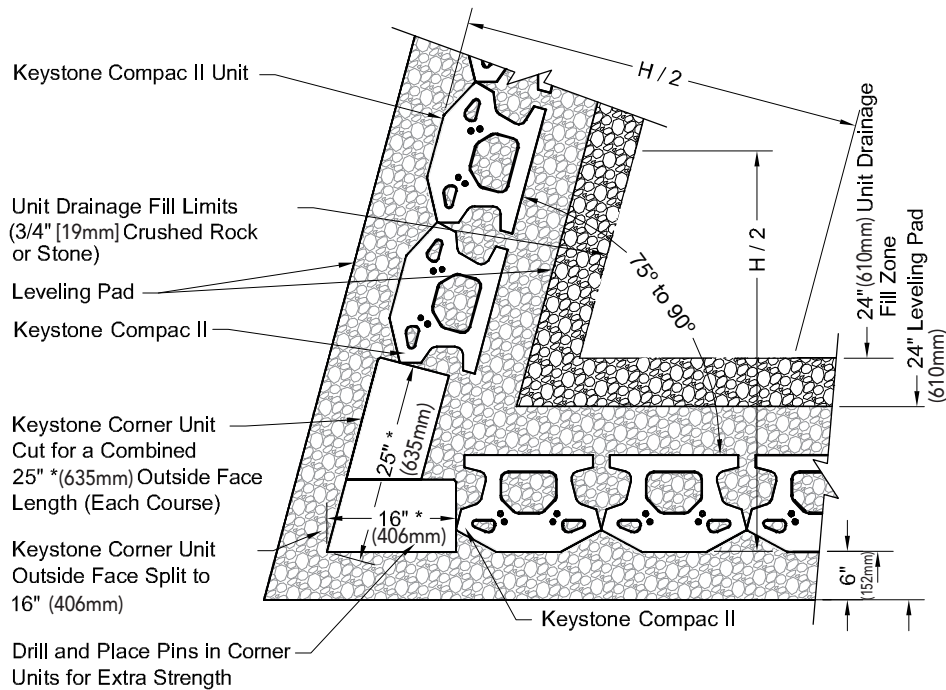 Keystone Compac II Unit
Unit Drainage Fill Limits
(3/4" [19mm] Crushed Rock
or Stone)
Leveling Pad
Keystone Compac II
Keystone Corner Unit
Cut for a Combined
25" *(635mm) Outside Face
Length (Each Course)
Keystone Corner Unit
Outside Face Split to
16" (406mm)
Drill and Place Pins in Corner
Units for Extra Strength
H / 2
H / 2
75° to 90°
24" (610mm) Unit Drainage
Fill Zone
24" Leveling Pad
(610mm)
25" *
(635mm)
16" *
(406mm)
6"
(152mm)
Keystone Compac II